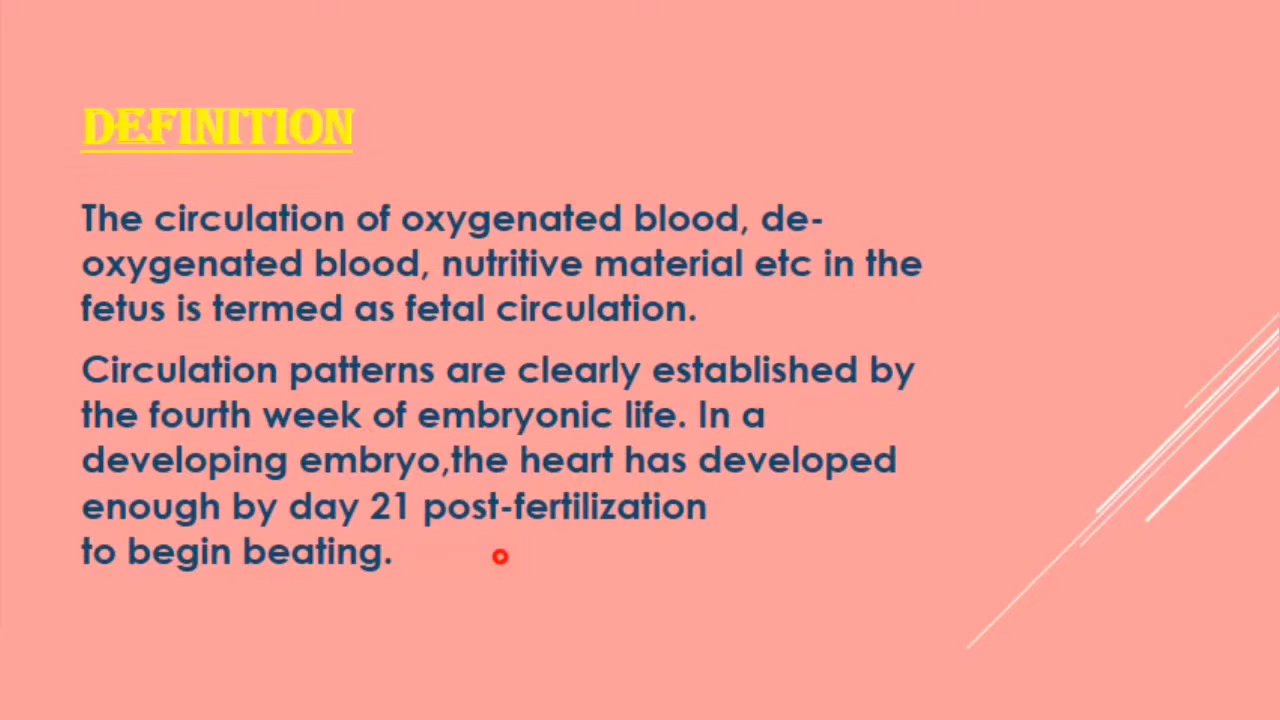 DEFINITION
The circulation of oxygenated blood, de-
oxygenated blood, nutritive material etc in the
fetus is termed as fetal circulation.
Circulation patterns are clearly established by
the fourth week of embryonic life. In a
developing embryo,the heart has developed
enough by day 21 post-fertilization
to begin beating.